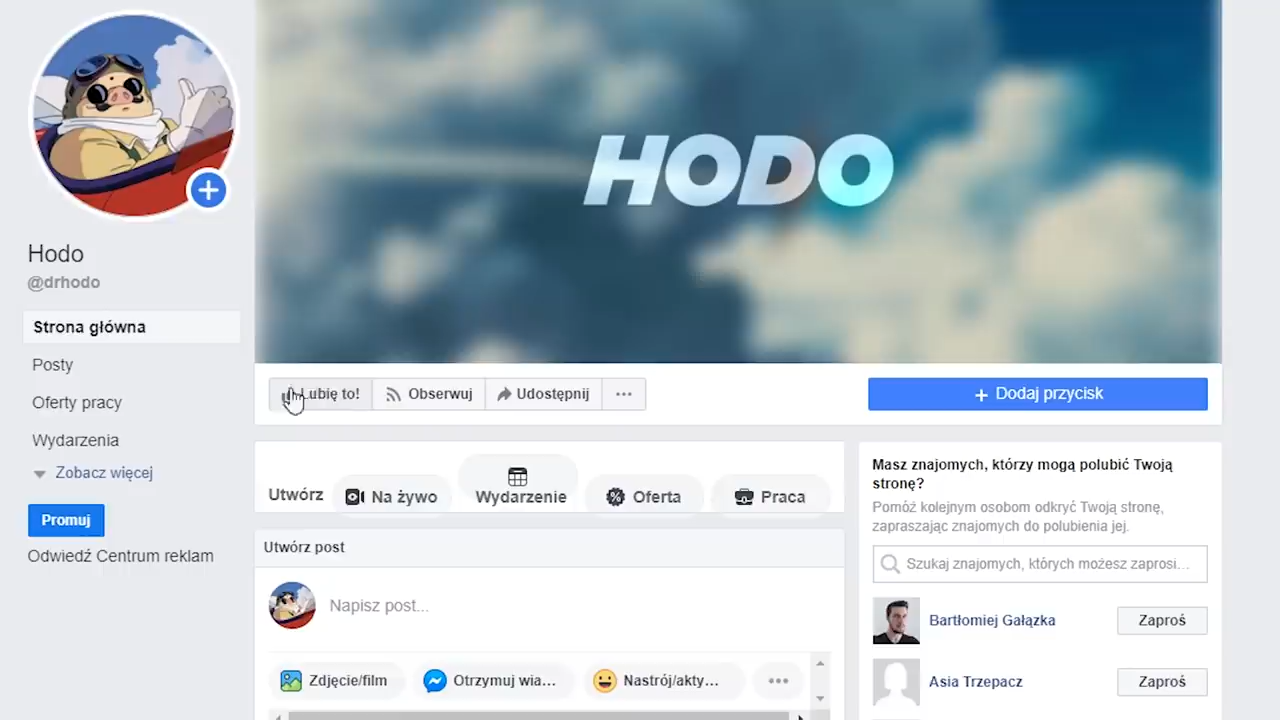 HODO
Hodo
@drhodo
Strona główna
Posty
Oferty pracy
Wydarzenia
Zobacz więcej
Promuj
Odwiedź Centrum reklam
Lubię to!
Obserwuj
Udostępnij
Dodaj przycisk
Utwórz
Na żywo
Wydarzenie
Oferta
Praca
Utwórz post
Napisz post...
Zdjęcie/film
Otrzymuj wia...
Nastrój/akty...
Masz znajomych, którzy mogą polubić Twoją
stronę?
Pomóż kolejnym osobom odkryć Twoją stronę,
zapraszając znajomych do polubienia jej.
Szukaj znajomych, których możesz zaprosi...
Bartłomiej Gałązka
Zaproś
Asia Trzepacz
Zaproś